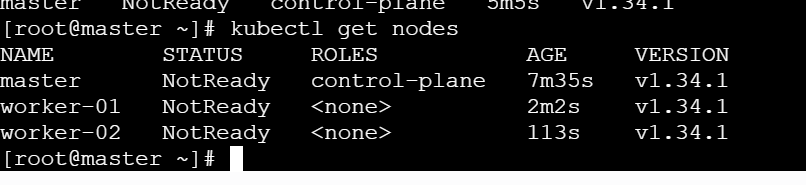 master NotReady control-plane 5m5s v1.34.1
[root@master ~]# kubectl get nodes
NAME STATUS ROLES AGE VERSION
master NotReady control-plane 7m35s v1.34.1
worker-01 NotReady <none> 2m2s v1.34.1
worker-02 NotReady <none> 113s v1.34.1
[root@master ~]#